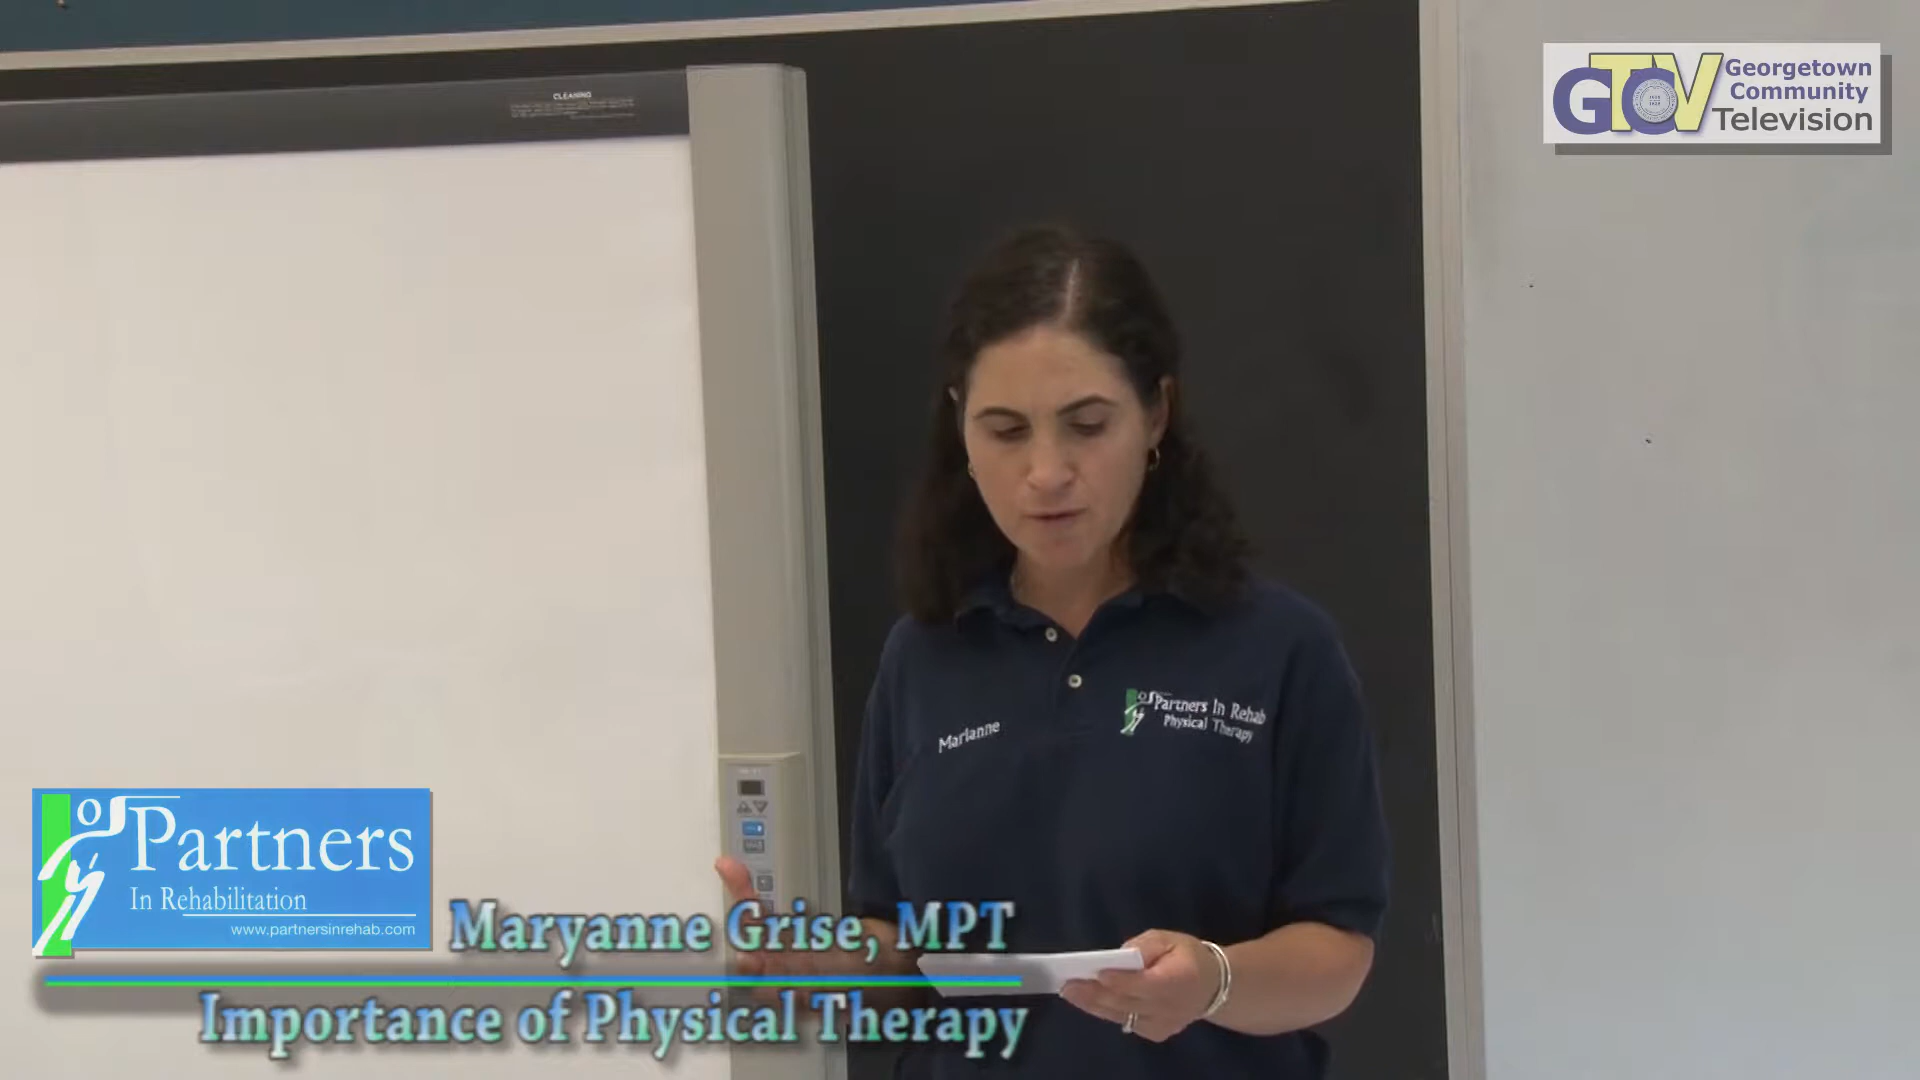 CLEANING
GCTV
Georgetown
Community
Television
Marianne
Partners In Rehab
Physical Therapy
Partners
In Rehabilitation
www.partnersinrehab.com
Maryanne Grise, MPT
Importance of Physical Therapy